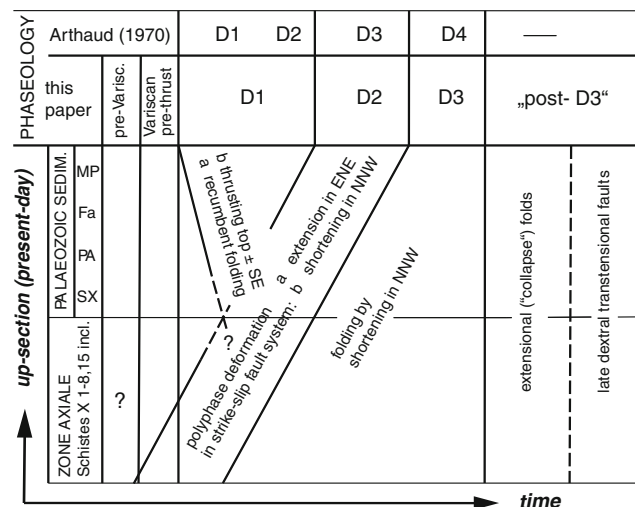 PHASEOLOGY
Arthaud (1970)
D1 D2 D3 D4 —
this paper
pre-Varisc.
Variscan pre-thrust
D1 D2 D3 „post- D3“
up-section (present-day)
PALAEOZOIC SEDIM.
MP
Fa
PA
SX
ZONE AXIALE
Schistes X 1-8,15 incl.
?
b thrusting top ± SE
a recumbent folding
?
polyphase deformation a extension in ENE
in strike-slip fault system: b shortening in NNW
folding by
shortening in NNW
extensional ("collapse") folds
late dextral transtensional faults
time